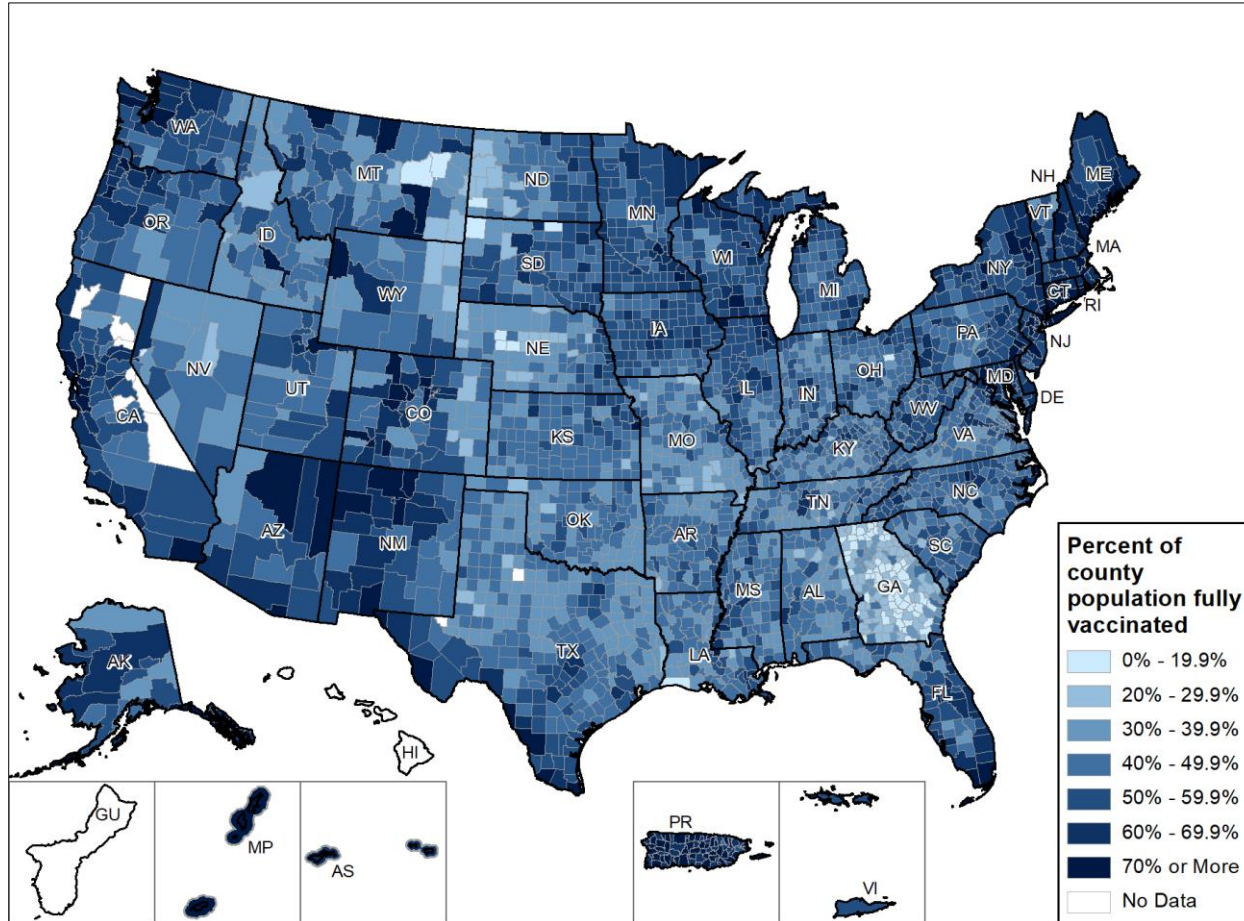 WA
MT
ND
MN
OR
ID
SD
WI
WY
MI
NH
VT
ME
NY
MA
CT
RI
IA
NE
PA
NJ
NV
UT
CO
IL
IN
OH
MD
DE
WV
CA
KS
MO
KY
VA
AZ
NM
OK
AR
TN
NC
SC
MS
AL
GA
TX
LA
FL
AK
HI
GU
MP
AS
PR
VI
Percent of
county
population fully
vaccinated
0% - 19.9%
20% - 29.9%
30% - 39.9%
40% - 49.9%
50% - 59.9%
60% - 69.9%
70% or More
No Data